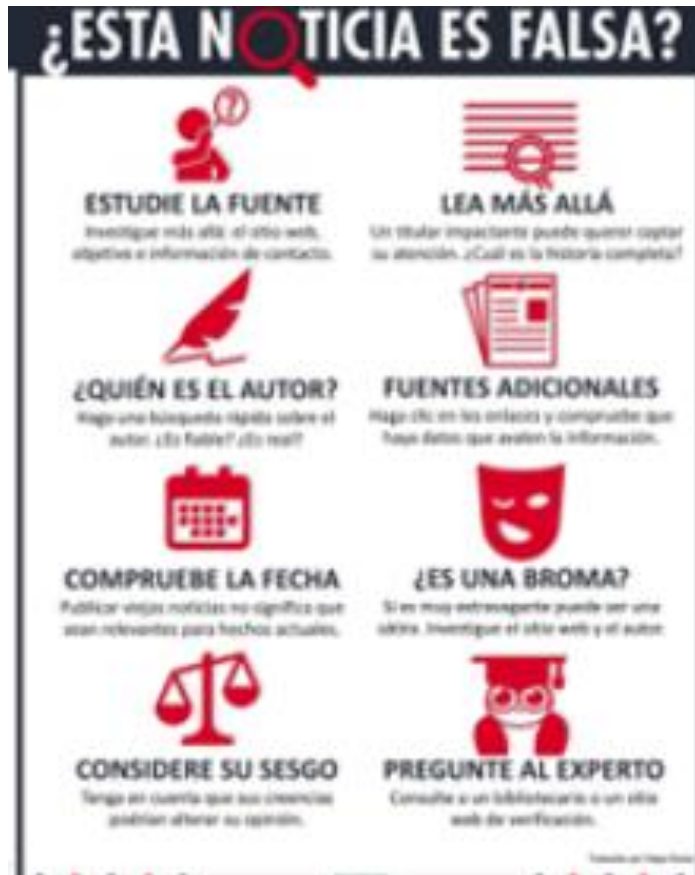 ¿ESTA NOTICIA ES FALSA?
ESTUDIE LA FUENTE
Investigue más allá: el sitio web,
objetivo e información de contacto.
LEA MÁS ALLÁ
Un titular impactante puede querer captar
su atención. ¿Cuál es la historia completa?
¿QUIÉN ES EL AUTOR?
Haga una búsqueda rápida sobre el
autor. ¿Es fiable? ¿Es real?
FUENTES ADICIONALES
Haga clic en los enlaces y compruebe que
haya datos que avalen la información.
COMPRUEBE LA FECHA
Publicar viejas noticias no significa que
sean relevantes para hechos actuales.
¿ES UNA BROMA?
Si es muy extravagante puede ser una
sátira. Investigue el sitio web y el autor.
CONSIDERE SU SESGO
Tenga en cuenta que sus creencias
podrían alterar su opinión.
PREGUNTE AL EXPERTO
Consulte a un bibliotecario o un sitio
web de verificación.